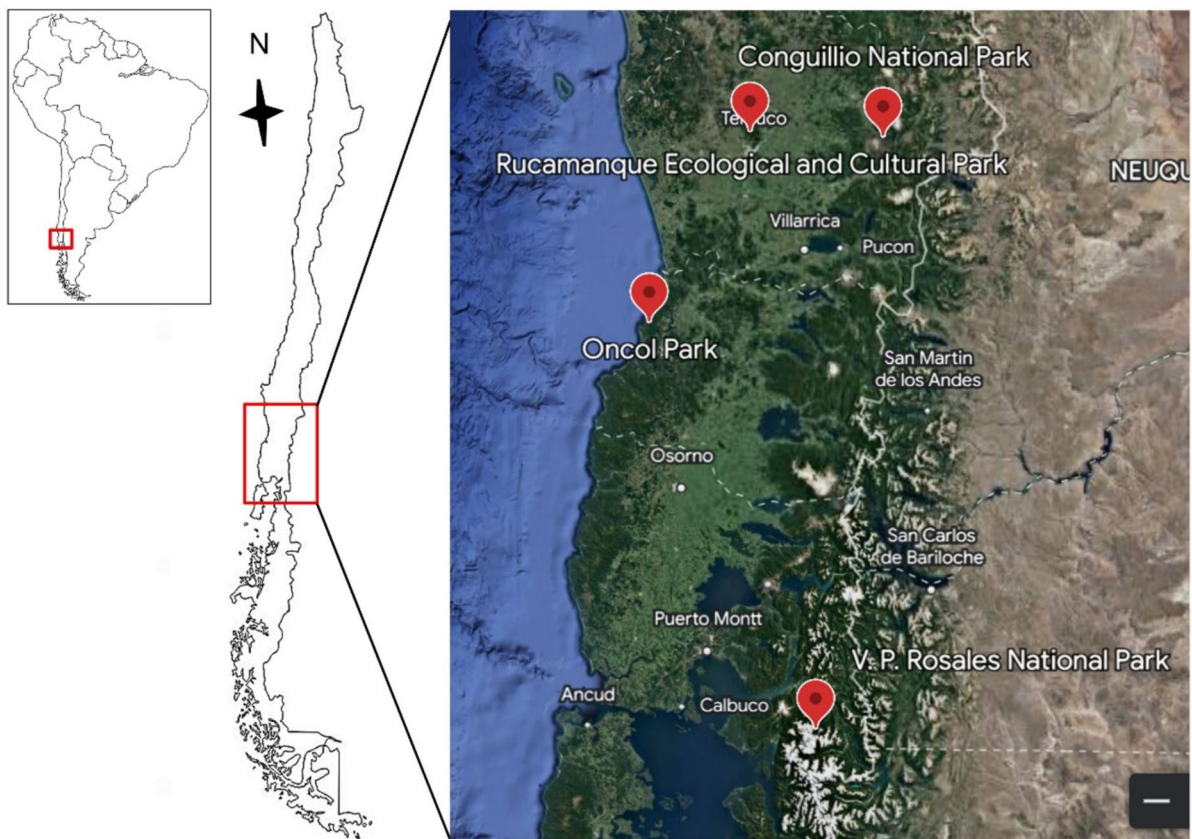 N
Conguillio National Park
Temuco
Rucamanque Ecological and Cultural Park
NEUQU
Villarrica
Pucon
Oncol Park
San Martin
de los Andes
Osorno
San Carlos
de Bariloche
Puerto Montt
V. P. Rosales National Park
Ancud
Calbuco